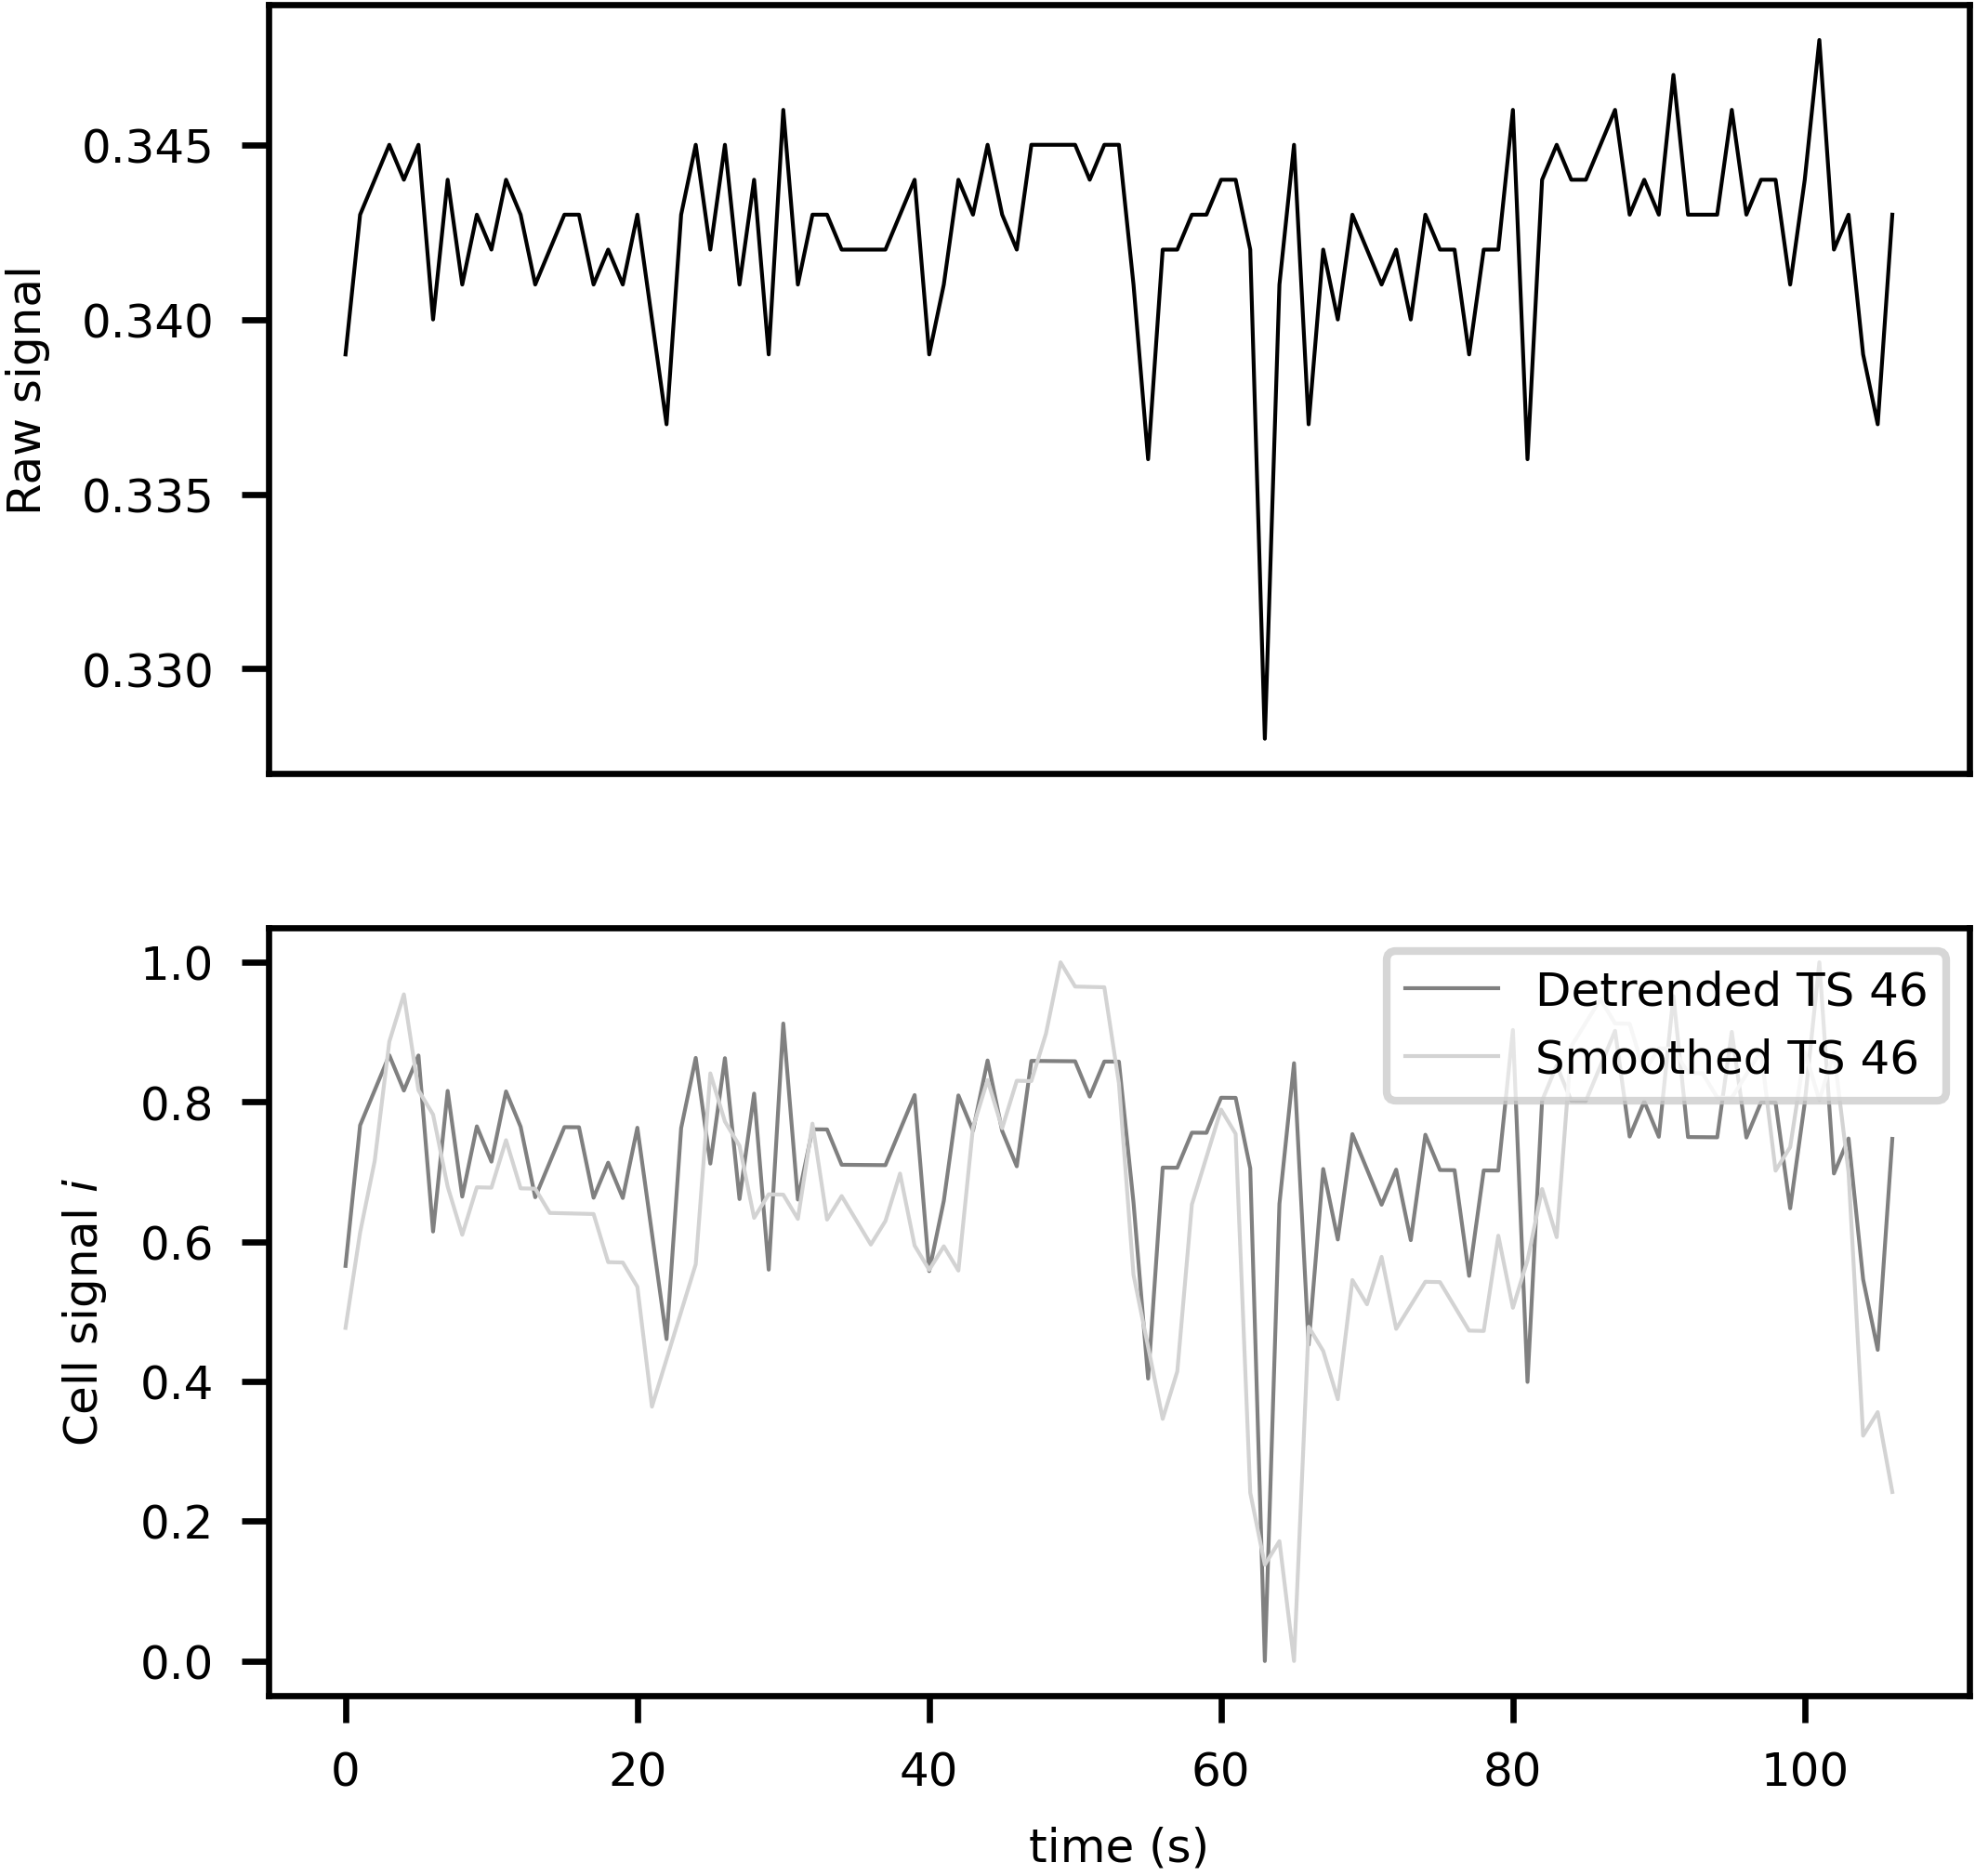 Raw signal
0.345
0.340
0.335
0.330
Cell signal i
1.0
0.8
0.6
0.4
0.2
0.0
Detrended TS 46
Smoothed TS 46
0 20 40 60 80 100
time (s)